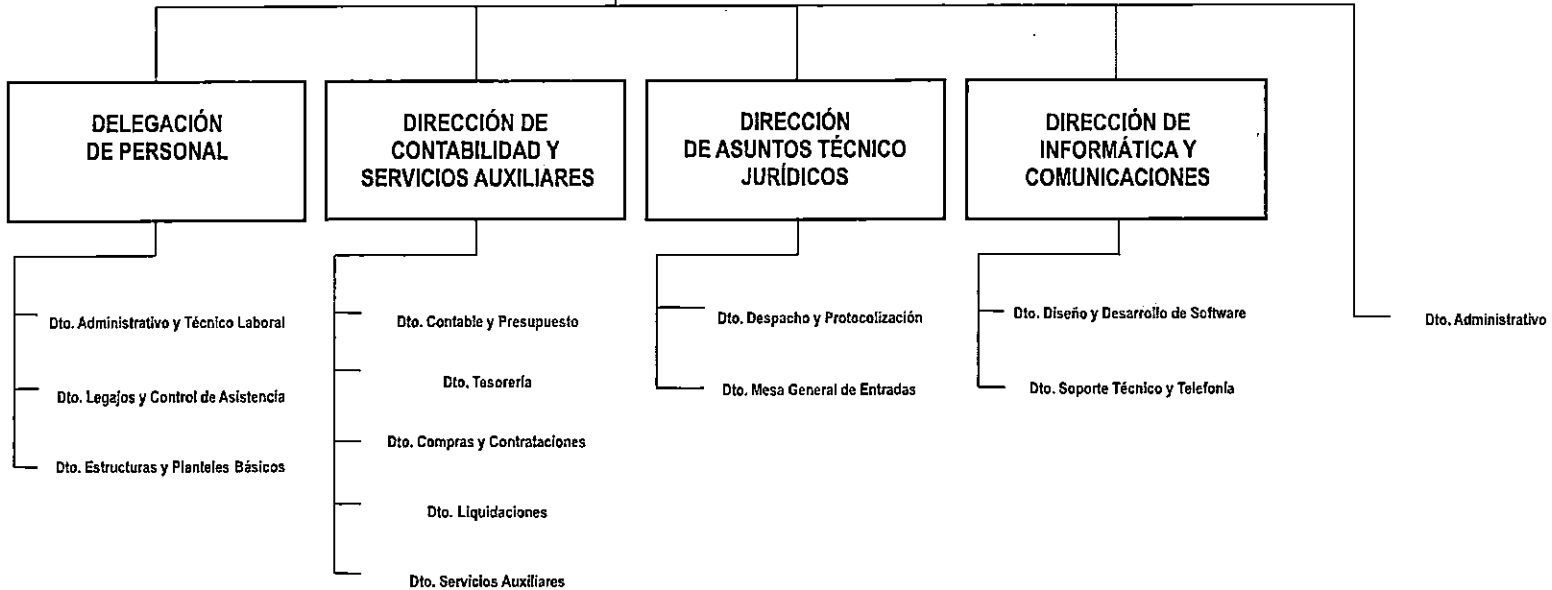 DELEGACIÓN
DE PERSONAL
DIRECCIÓN DE
CONTABILIDAD Y
SERVICIOS AUXILIARES
DIRECCIÓN
DE ASUNTOS TÉCNICO
JURÍDICOS
DIRECCIÓN DE
INFORMÁTICA Y
COMUNICACIONES
Dto. Administrativo y Técnico Laboral
Dto. Legajos y Control de Asistencia
Dto. Estructuras y Planteles Básicos
Dto. Contable y Presupuesto
Dto. Tesorería
Dto. Compras y Contrataciones
Dto. Liquidaciones
Dto. Servicios Auxiliares
Dto. Despacho y Protocolización
Dto. Mesa General de Entradas
Dto. Diseño y Desarrollo de Software
Dto. Soporte Técnico y Telefonía
Dto. Administrativo